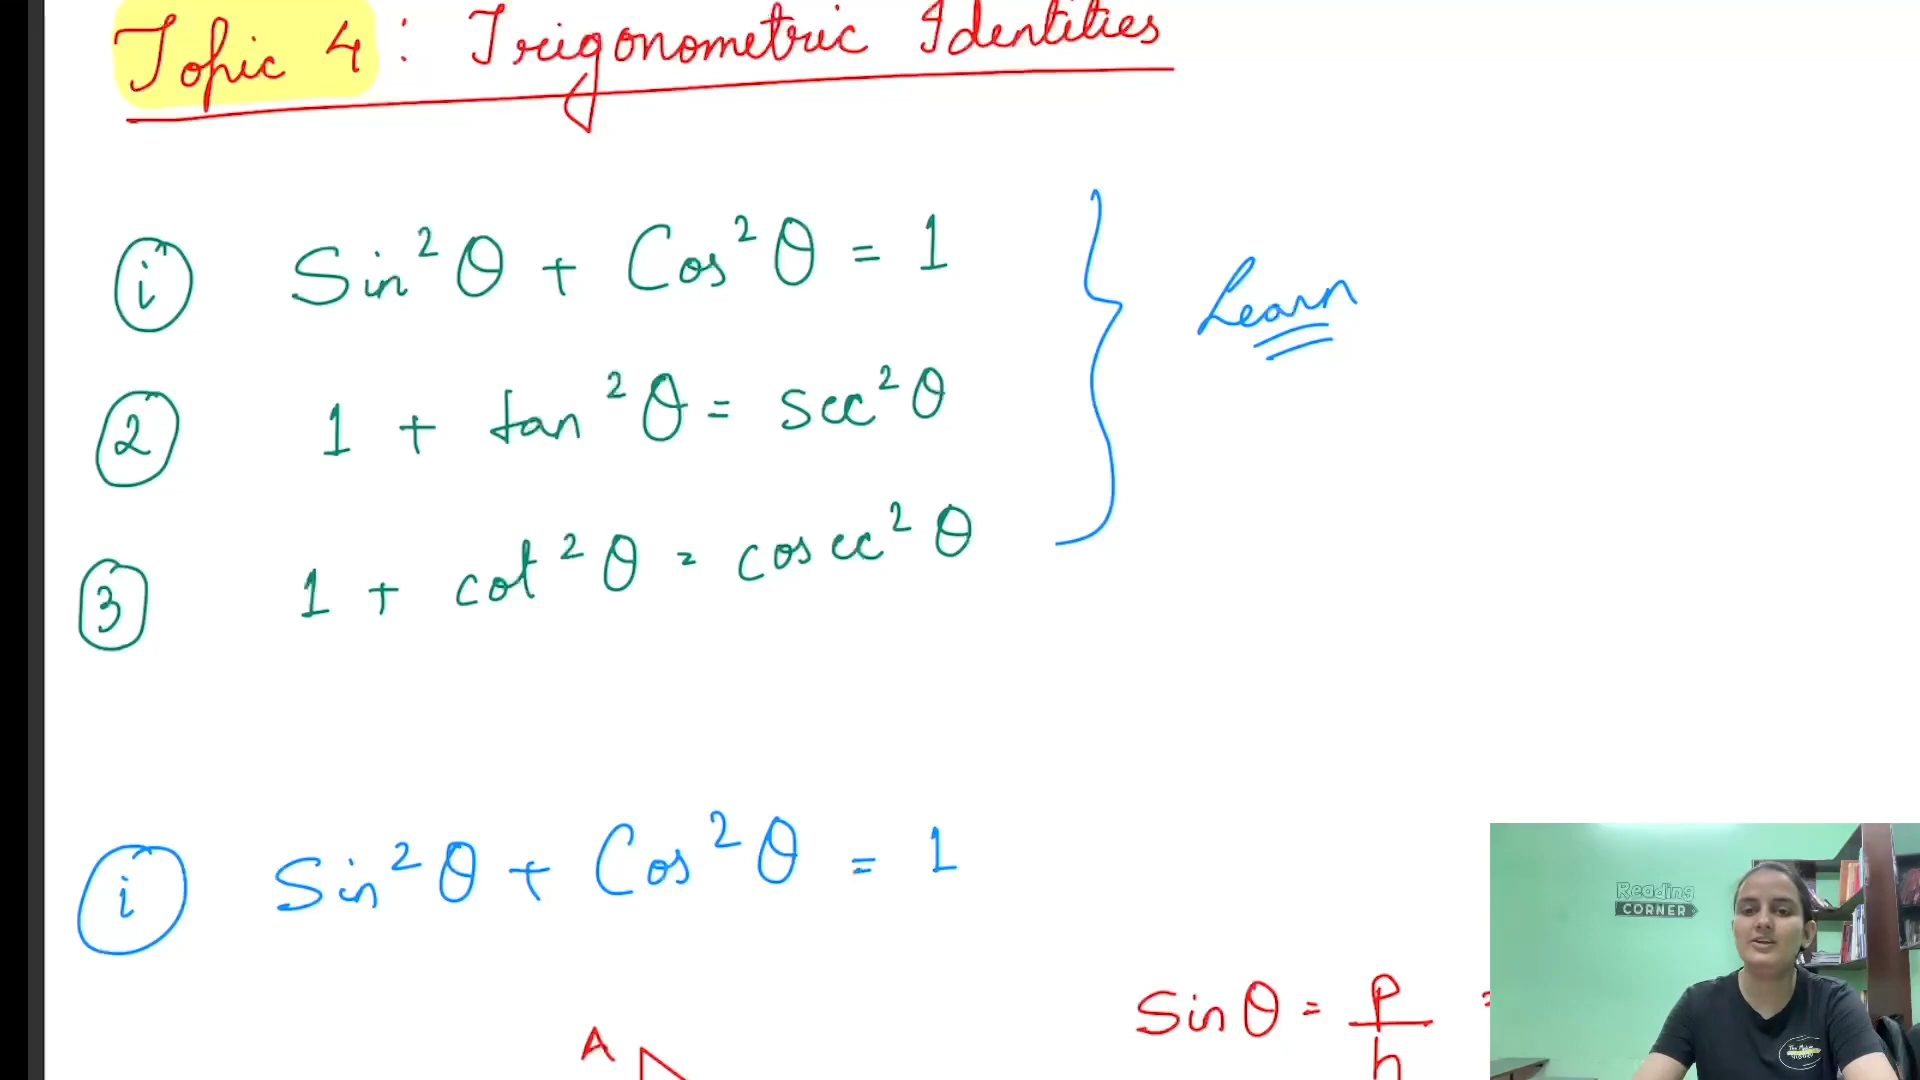 Topic 4 : Trigonometric Identities
i Sin²θ + Cos²θ = 1
Learn
2 1 + tan²θ = sec²θ
3 1 + cot²θ = cosec²θ
i Sin²θ + Cos²θ = 1
Reading
CORNER
Sinθ = P/h =
A